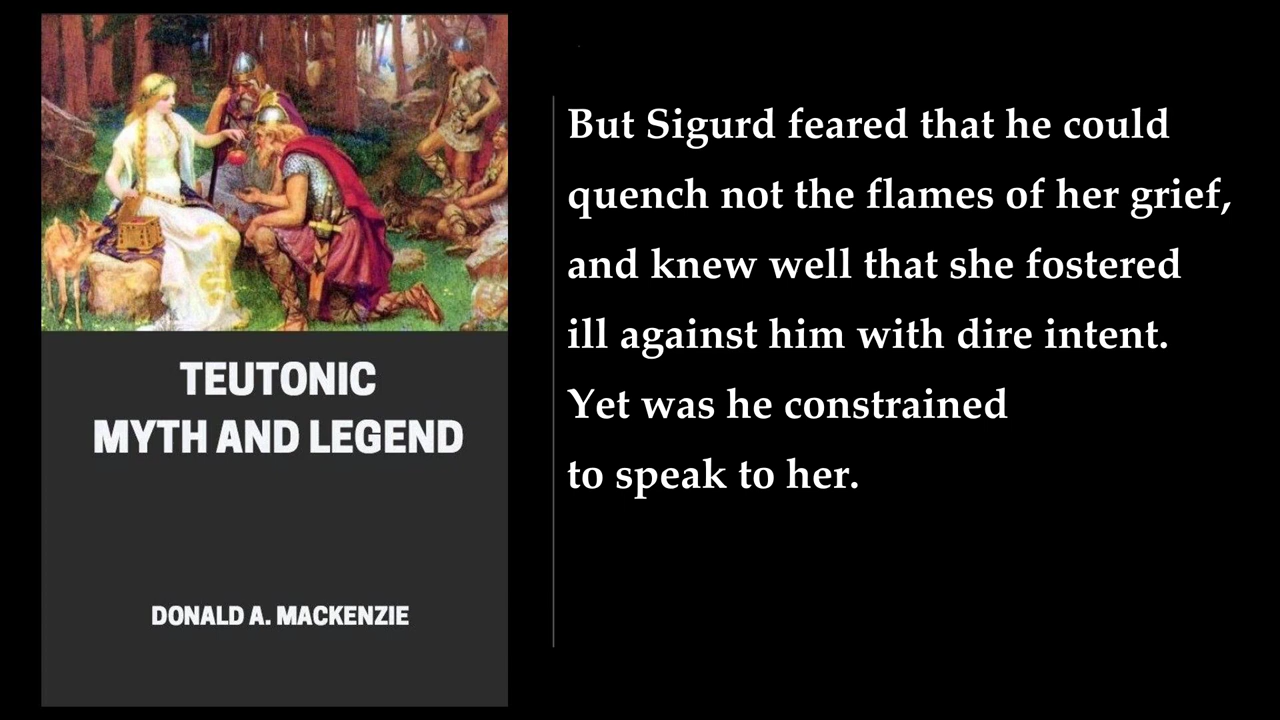 TEUTONIC
MYTH AND LEGEND
DONALD A. MACKENZIE
But Sigurd feared that he could
quench not the flames of her grief,
and knew well that she fostered
ill against him with dire intent.
Yet was he constrained
to speak to her.